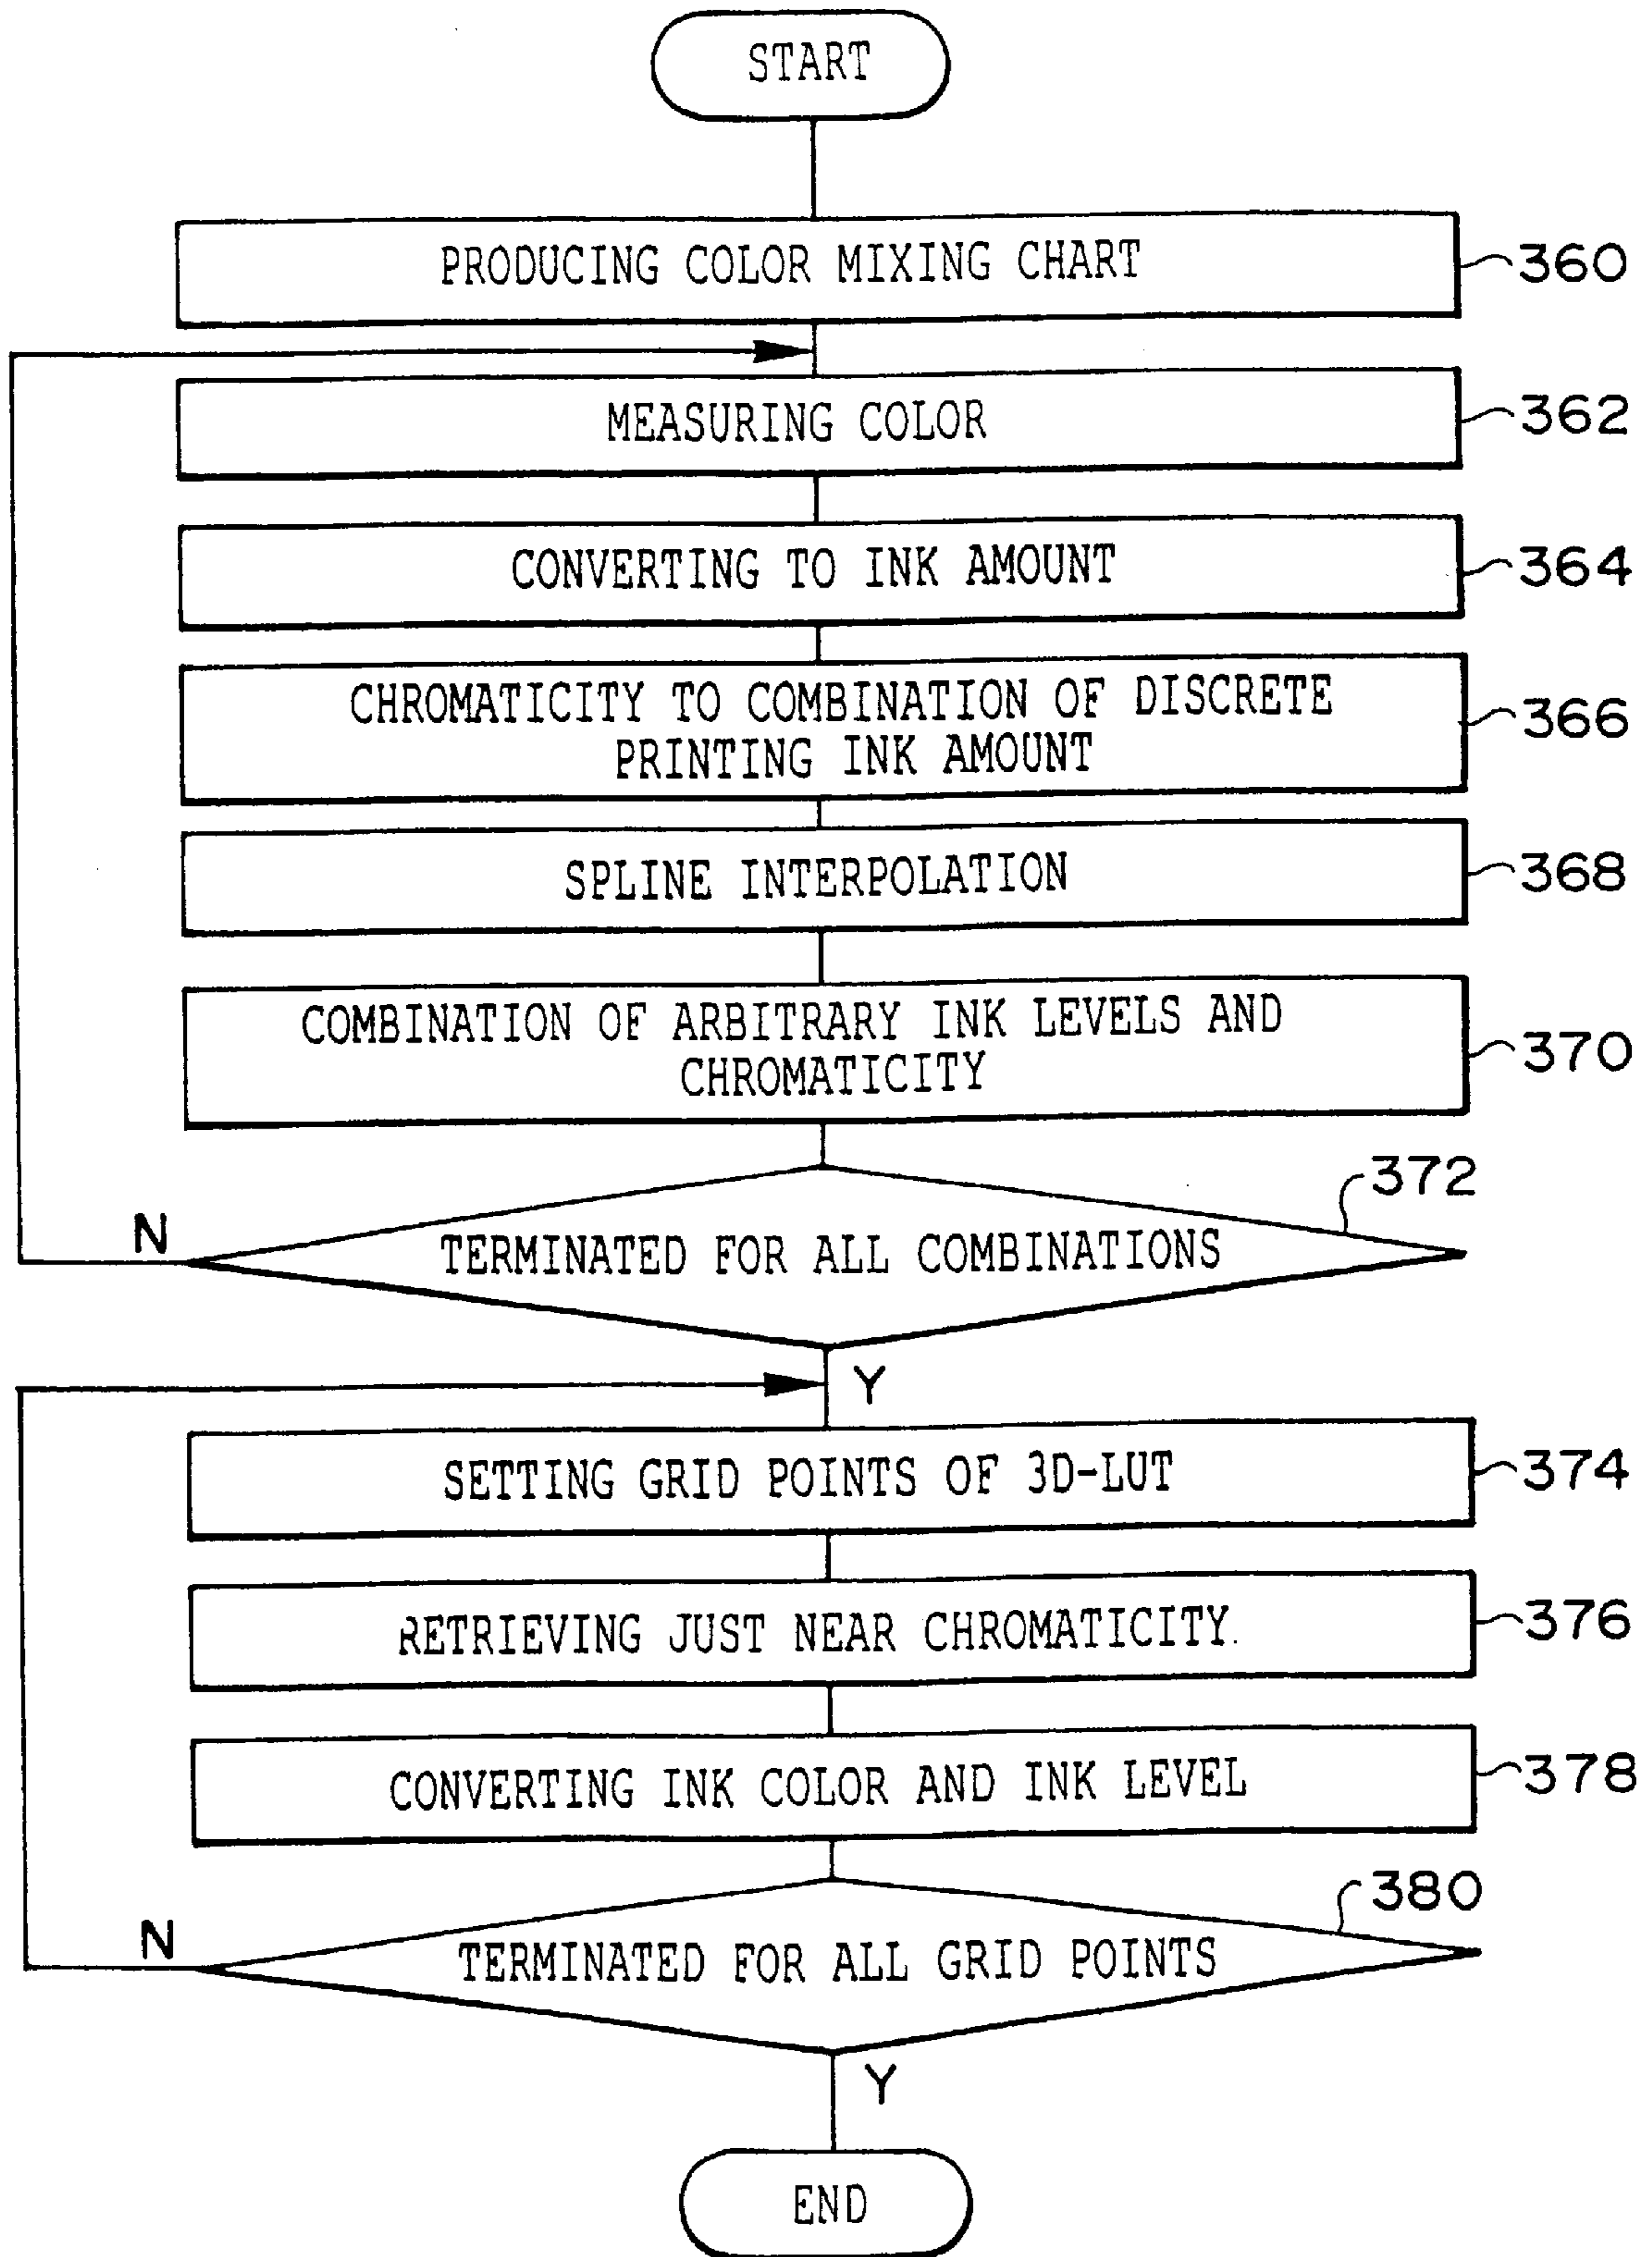 START
PRODUCING COLOR MIXING CHART
360
MEASURING COLOR
362
CONVERTING TO INK AMOUNT
364
CHROMATICITY TO COMBINATION OF DISCRETE
PRINTING INK AMOUNT
366
SPLINE INTERPOLATION
368
COMBINATION OF ARBITRARY INK LEVELS AND
CHROMATICITY
370
372
N
TERMINATED FOR ALL COMBINATIONS
Y
SETTING GRID POINTS OF 3D-LUT
374
RETRIEVING JUST NEAR CHROMATICITY.
376
CONVERTING INK COLOR AND INK LEVEL
378
380
N
TERMINATED FOR ALL GRID POINTS
Y
END